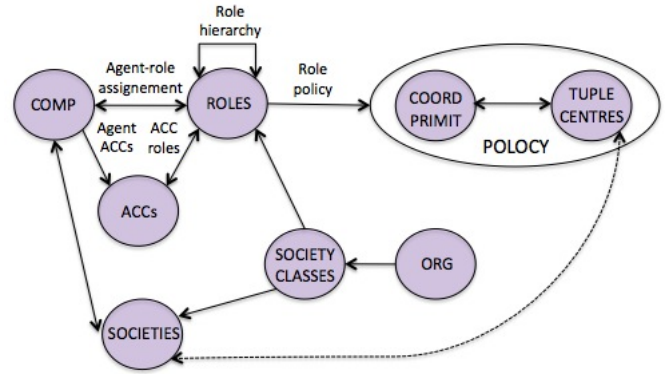 Role
hierarchy
Agent-role
assignement
Role
policy
COMP
ROLES
COORD
PRIMIT
TUPLE
CENTRES
POLOCY
Agent
ACCs
ACC
roles
ACCs
SOCIETY
CLASSES
ORG
SOCIETIES